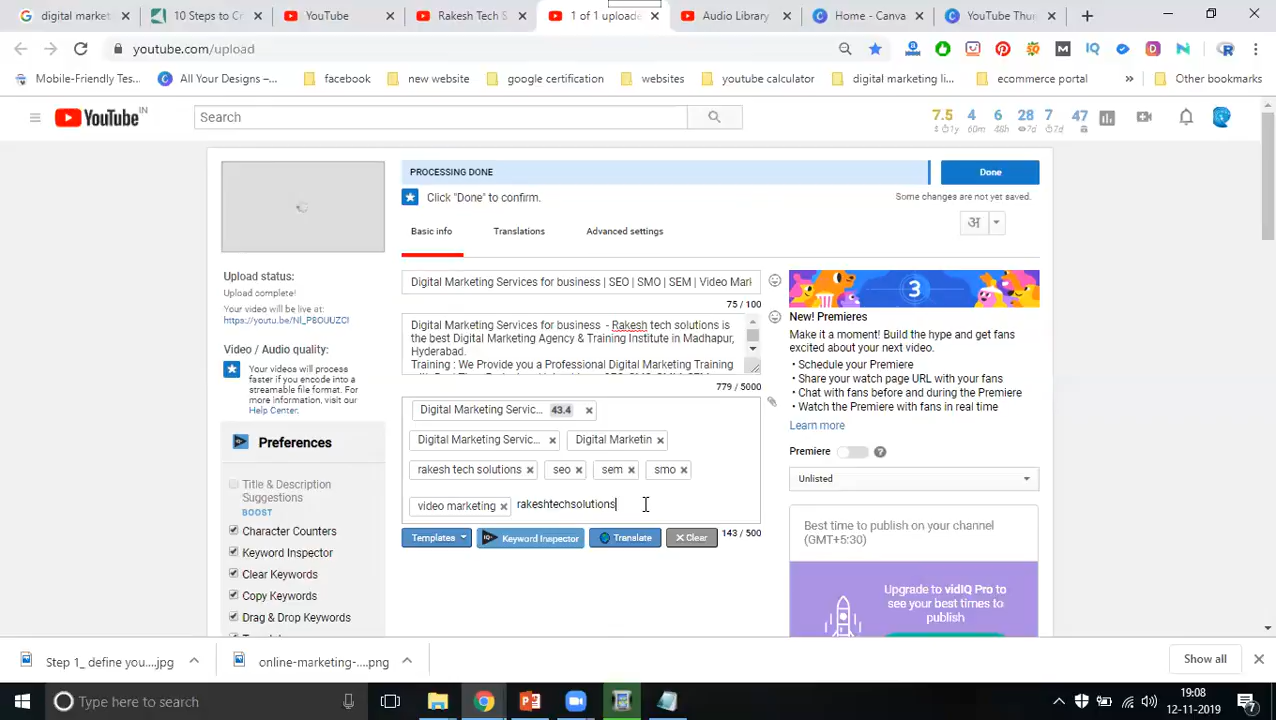 digital market
10 Steps to Cr
YouTube
Rakesh Tech S
1 of 1 uploade
Audio Library
Home - Canva
YouTube Thu
youtube.com/upload
Mobile-Friendly Tes...
All Your Designs –...
facebook
new website
google certification
websites
youtube calculator
digital marketing li...
ecommerce portal
»
Other bookmarks
YouTube IN
Search
7.5 4 6 28 7 47
1y 60m 48h 7d 7d
PROCESSING DONE
Done
Click "Done" to confirm.
Some changes are not yet saved.
Basic info
Translations
Advanced settings
अ
Upload status:
Upload complete!
Your video will be live at:
Digital Marketing Services for business | SEO | SMO | SEM | Video Mark
75 / 100
Digital Marketing Services for business - Rakesh tech solutions is
the best Digital Marketing Agency & Training Institute in Madhapur,
Hyderabad.
Training : We Provide you a Professional Digital Marketing Training
779 / 5000
Video / Audio quality:
Your videos will process
faster if you encode into a
streamable file format. For
more information, visit our
Help Center.
Digital Marketing Servic... 43.4
Digital Marketing Servic...
Digital Marketin
rakesh tech solutions
seo
sem
smo
video marketing
rakeshtechsolutions
Templates
IQ Keyword Inspector
Translate
Clear
143 / 500
Preferences
Title & Description
Suggestions
BOOST
Character Counters
Keyword Inspector
Clear Keywords
Copy Keywords
Drag & Drop Keywords
3
New! Premieres
Make it a moment! Build the hype and get fans
excited about your next video.
• Schedule your Premiere
• Share your watch page URL with your fans
• Chat with fans before and during the Premiere
• Watch the Premiere with fans in real time
Learn more
Premiere
Unlisted
Best time to publish on your channel
(GMT+5:30)
Upgrade to vidIQ Pro to
see your best times to
publish
Step 1_ define you....jpg
online-marketing-....png
Show all
Type here to search
19:08
12-11-2019
7